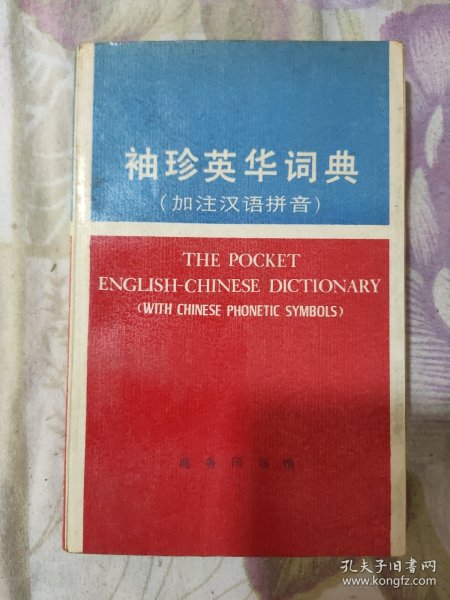 袖珍英华词典
(加注汉语拼音)
THE POCKET
ENGLISH-CHINESE DICTIONARY
(WITH CHINESE PHONETIC SYMBOLS)
商务印书馆
孔夫子旧书网
www.kongfz.com